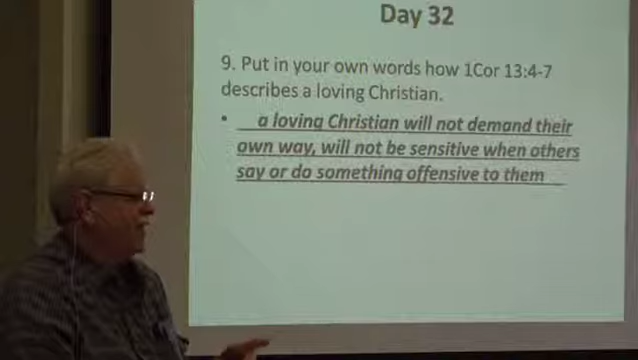 Day 32
9. Put in your own words how 1Cor 13:4-7
describes a loving Christian.
• a loving Christian will not demand their
own way, will not be sensitive when others
say or do something offensive to them